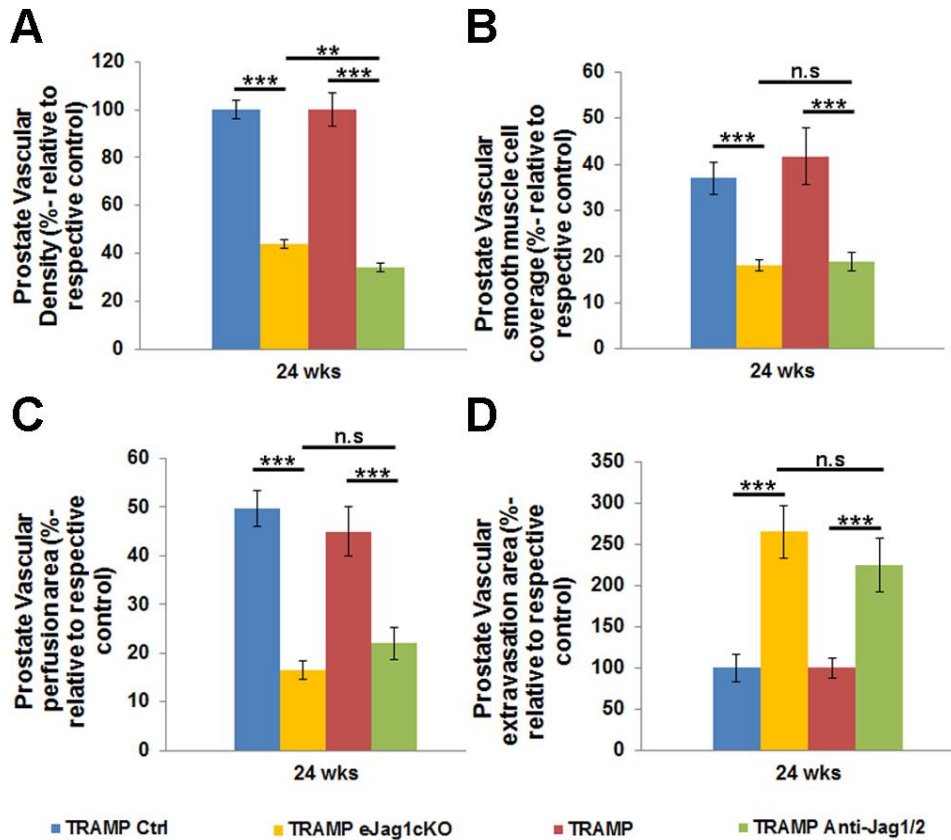 A
Prostate Vascular
Density (%- relative to
respective control)
120
100
80
60
40
20
0
**
***
***
24 wks
B
Prostate Vascular
smooth muscle cell
coverage (%- relative to
respective control)
60
50
40
30
20
10
0
n.s
***
***
24 wks
C
Prostate Vascular
perfusion area (%-
relative to respective
control)
60
50
40
30
20
10
0
n.s
***
***
24 wks
D
Prostate Vascular
extravasation area (%-
relative to respective
control)
350
300
250
200
150
100
50
0
n.s
***
***
24 wks
TRAMP Ctrl TRAMP eJag1cKO TRAMP TRAMP Anti-Jag1/2